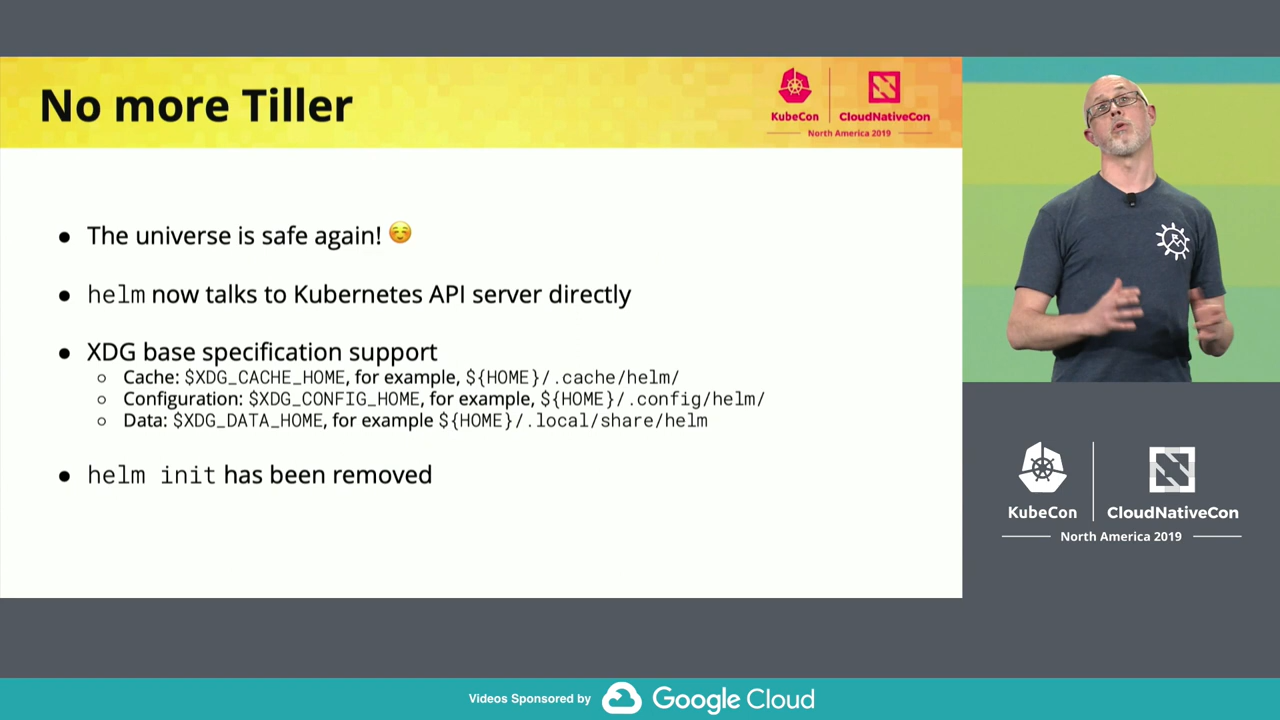 No more Tiller
KubeCon
CloudNativeCon
North America 2019
● The universe is safe again! ☺️
● helm now talks to Kubernetes API server directly
● XDG base specification support
○ Cache: $XDG_CACHE_HOME, for example, ${HOME}/.cache/helm/
○ Configuration: $XDG_CONFIG_HOME, for example, ${HOME}/.config/helm/
○ Data: $XDG_DATA_HOME, for example ${HOME}/.local/share/helm
● helm init has been removed
KubeCon
CloudNativeCon
North America 2019
Videos Sponsored by Google Cloud